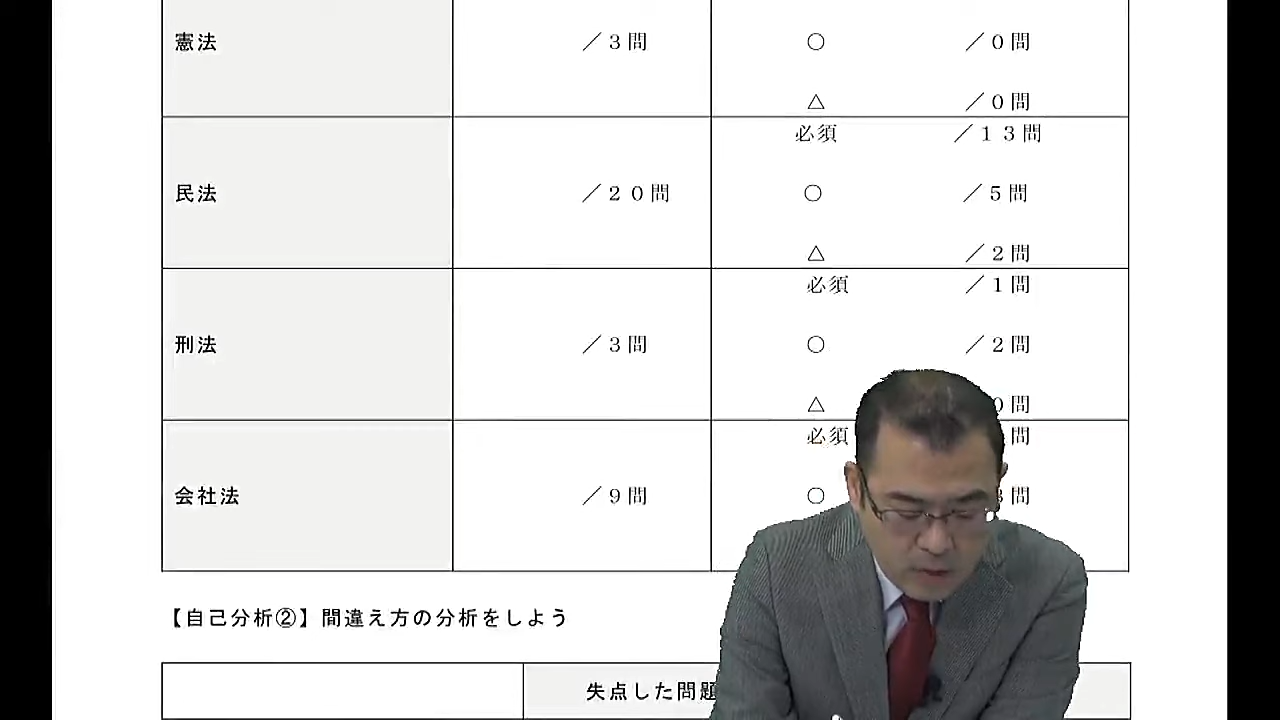 憲法 ／３問 ○ ／０問
△ ／０問
必須 ／１３問
民法 ／２０問 ○ ／５問
△ ／２問
必須 ／１問
刑法 ／３問 ○ ／２問
△ 問
必須 問
会社法 ／９問 ○ 問
【自己分析②】間違え方の分析をしよう
失点した問題